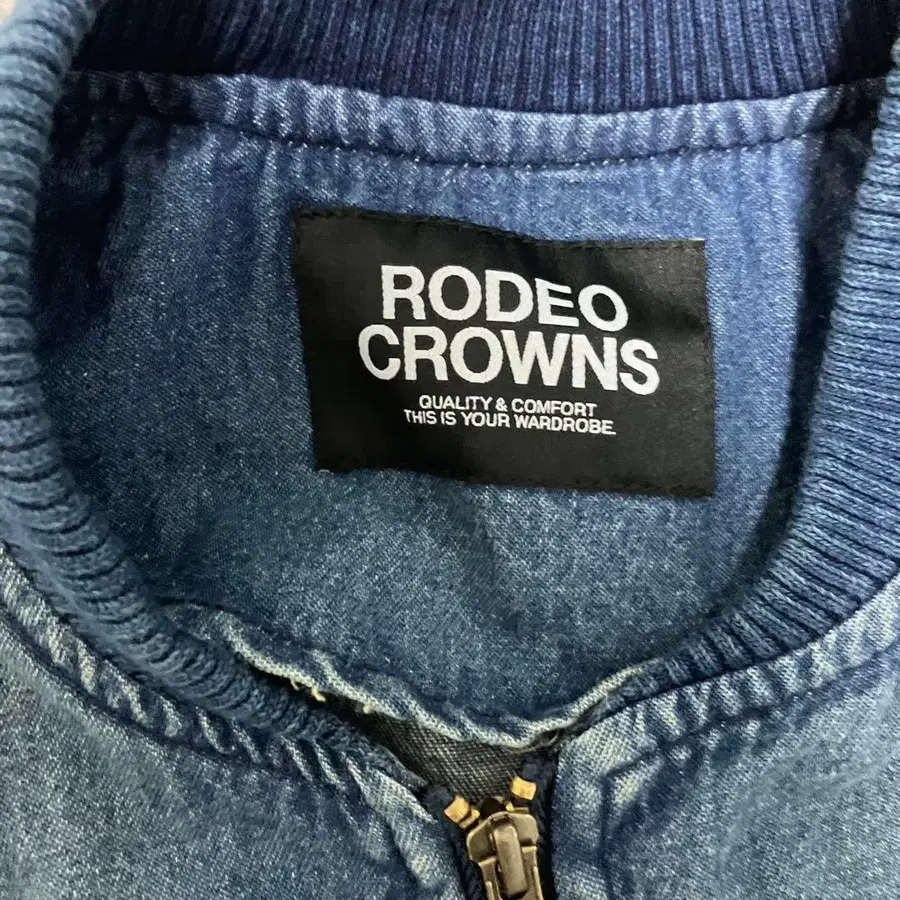 RODEO
CROWNS
QUALITY & COMFORT
THIS IS YOUR WARDROBE.